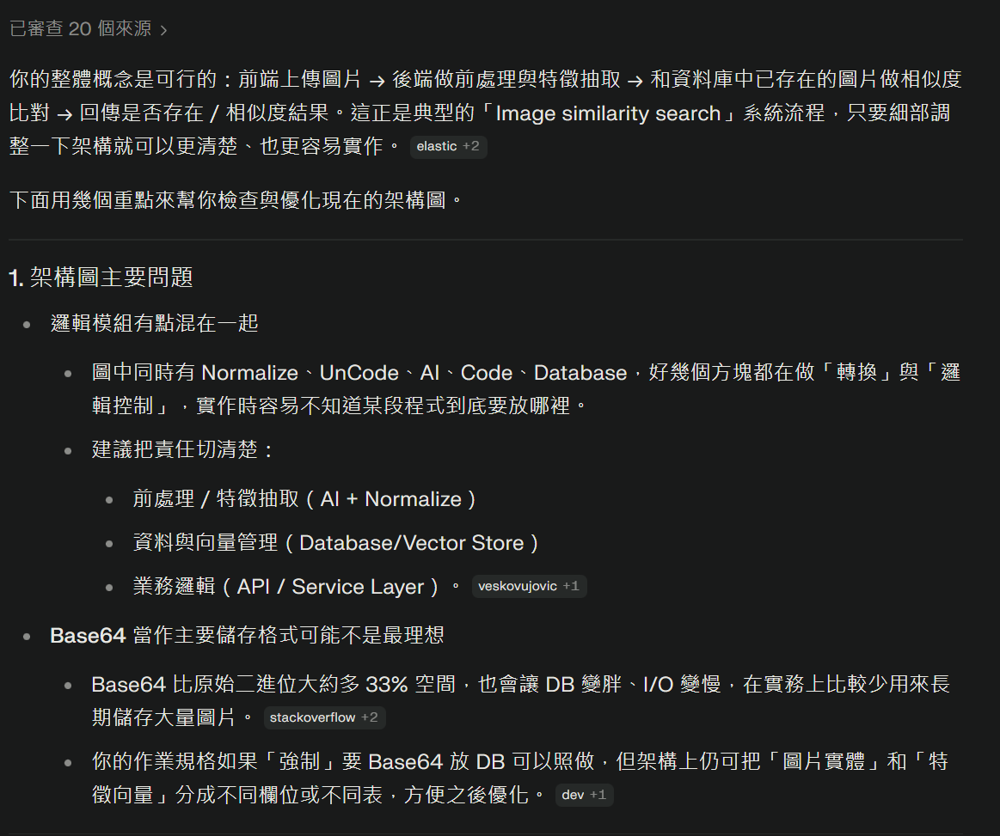 已審查 20 個來源 >
你的整體概念是可行的：前端上傳圖片 → 後端做前處理與特徵抽取 → 和資料庫中已存在的圖片做相似度
比對 → 回傳是否存在 / 相似度結果。這正是典型的「Image similarity search」系統流程，只要細部調
整一下架構就可以更清楚、也更容易實作。 elastic +2
下面用幾個重點來幫你檢查與優化現在的架構圖。
1. 架構圖主要問題
• 邏輯模組有點混在一起
• 圖中同時有 Normalize、UnCode、AI、Code、Database，好幾個方塊都在做「轉換」與「邏
輯控制」，實作時容易不知道某段程式到底要放哪裡。
• 建議把責任切清楚：
• 前處理 / 特徵抽取（AI + Normalize）
• 資料與向量管理（Database/Vector Store）
• 業務邏輯（API / Service Layer）。 veskovujovic +1
• Base64 當作主要儲存格式可能不是最理想
• Base64 比原始二進位大約多 33% 空間，也會讓 DB 變胖、I/O 變慢，在實務上比較少用來長
期儲存大量圖片。 stackoverflow +2
• 你的作業規格如果「強制」要 Base64 放 DB 可以照做，但架構上仍可把「圖片實體」和「特
徵向量」分成不同欄位或不同表，方便之後優化。 dev +1